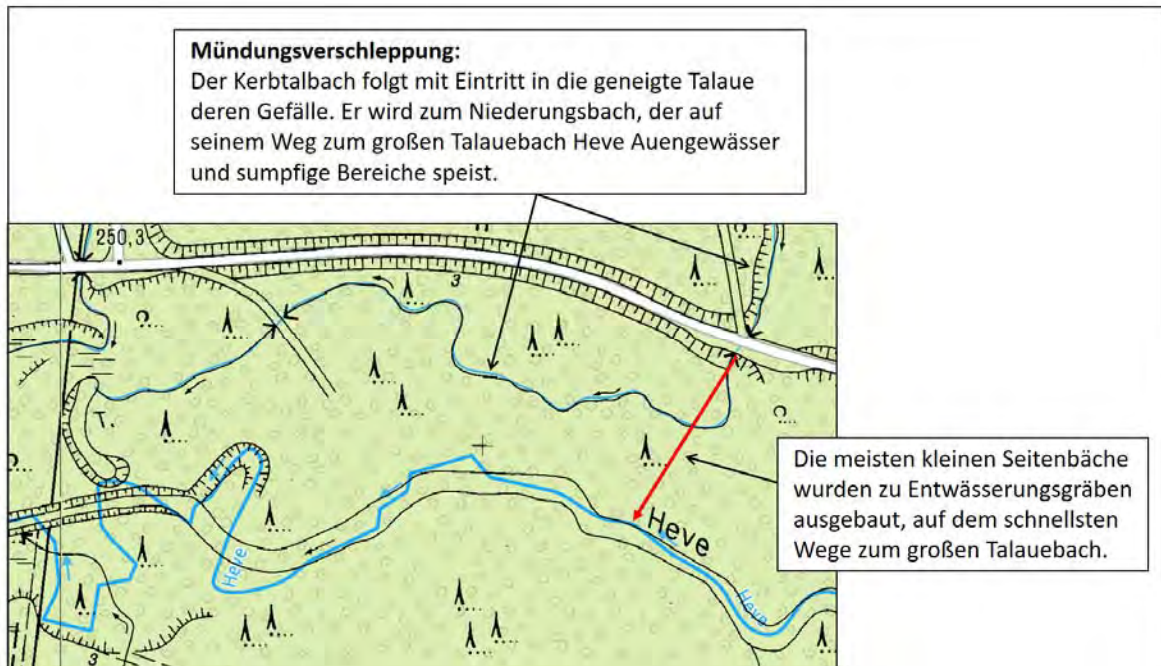 Mündungsverschleppung:
Der Kerbtalbach folgt mit Eintritt in die geneigte Talaue
deren Gefälle. Er wird zum Niederungsbach, der auf
seinem Weg zum großen Talauebach Heve Auengewässer
und sumpfige Bereiche speist.
250,3
3
T.
Heve
Die meisten kleinen Seitenbäche
wurden zu Entwässerungsgräben
ausgebaut, auf dem schnellsten
Wege zum großen Talauebach.
Heve
Heve
3